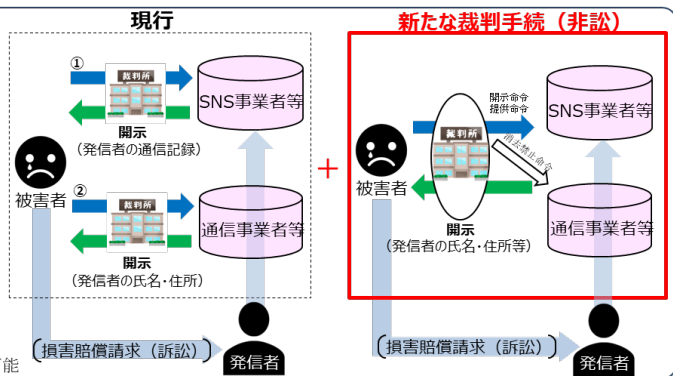 現行
①
裁判所
SNS事業者等
開示
(発信者の通信記録)
被害者
②
裁判所
通信事業者等
開示
(発信者の氏名・住所)
損害賠償請求（訴訟）
発信者
可能
+
新たな裁判手続（非訟）
開示命令
提供命令
SNS事業者等
裁判所
消去禁止命令
被害者
通信事業者等
開示
(発信者の氏名・住所等)
損害賠償請求（訴訟）
発信者